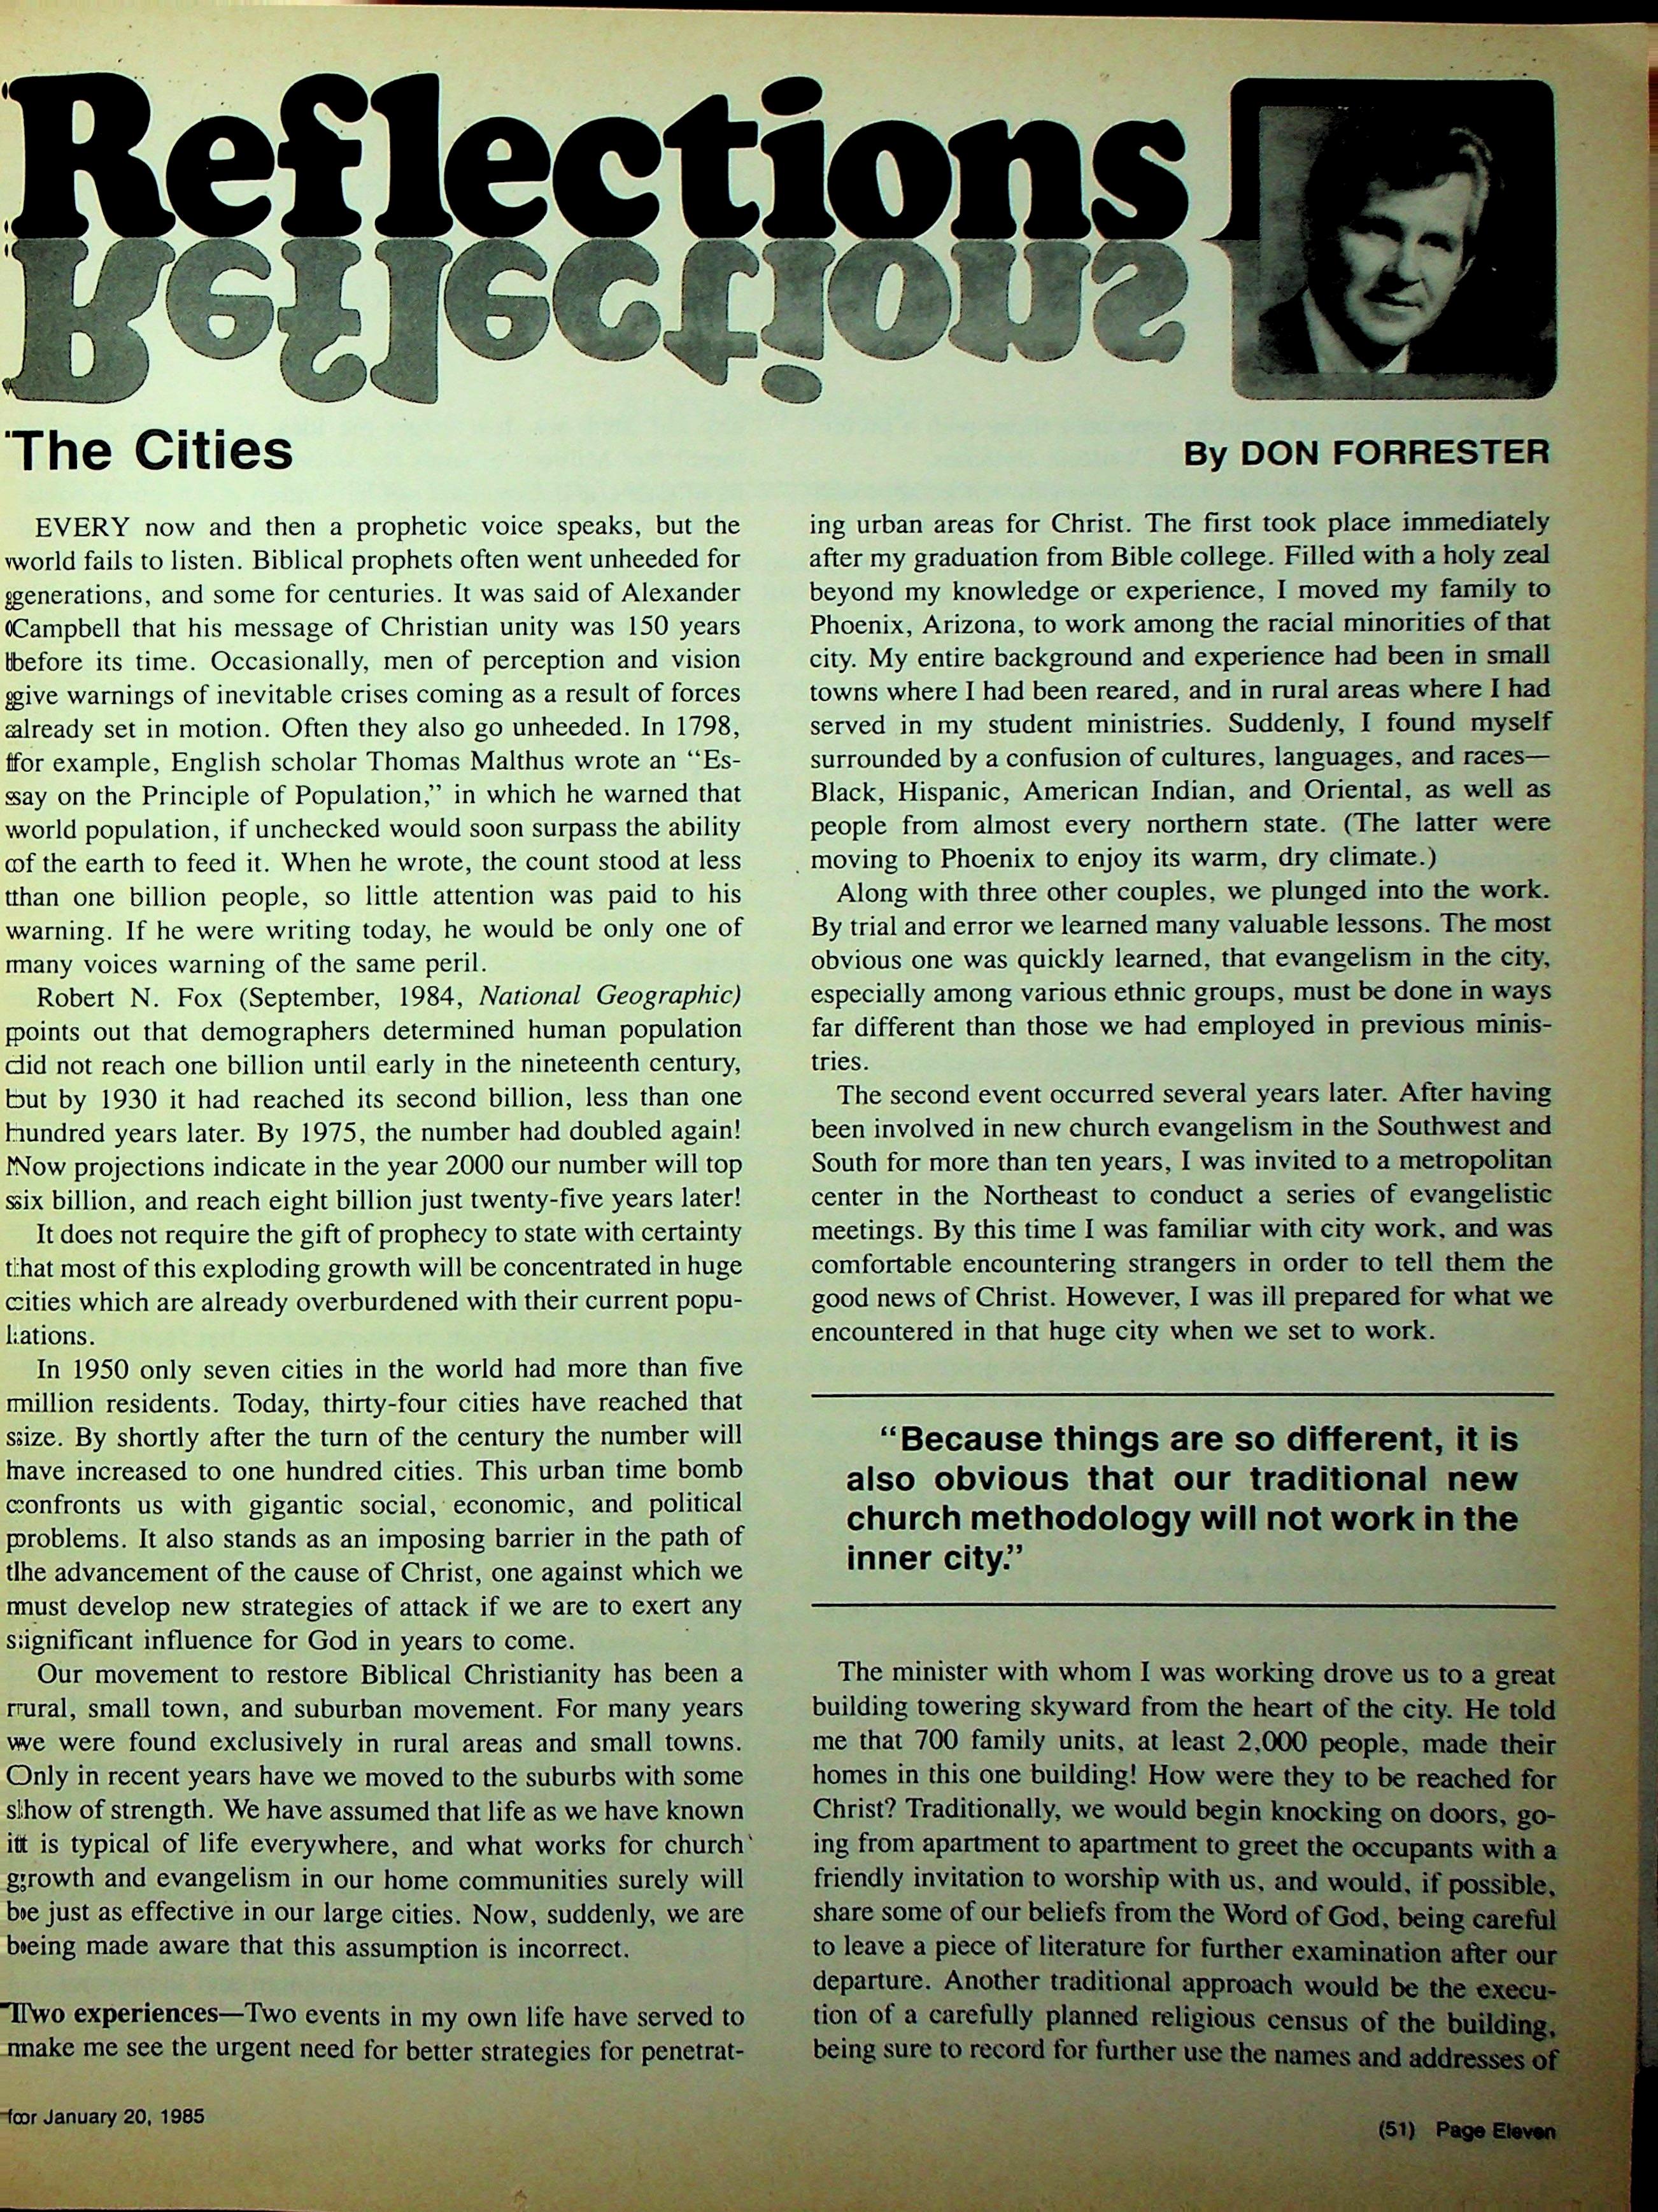 Reflections
The Cities
By DON FORRESTER
EVERY now and then a prophetic voice speaks, but the
world fails to listen. Biblical prophets often went unheeded for
generations, and some for centuries. It was said of Alexander
Campbell that his message of Christian unity was 150 years
before its time. Occasionally, men of perception and vision
give warnings of inevitable crises coming as a result of forces
already set in motion. Often they also go unheeded. In 1798,
for example, English scholar Thomas Malthus wrote an “Es-
say on the Principle of Population,” in which he warned that
world population, if unchecked would soon surpass the ability
of the earth to feed it. When he wrote, the count stood at less
than one billion people, so little attention was paid to his
warning. If he were writing today, he would be only one of
many voices warning of the same peril.
Robert N. Fox (September, 1984, National Geographic)
points out that demographers determined human population
did not reach one billion until early in the nineteenth century,
but by 1930 it had reached its second billion, less than one
hundred years later. By 1975, the number had doubled again!
Now projections indicate in the year 2000 our number will top
six billion, and reach eight billion just twenty-five years later!
It does not require the gift of prophecy to state with certainty
that most of this exploding growth will be concentrated in huge
cities which are already overburdened with their current popu-
lations.
In 1950 only seven cities in the world had more than five
million residents. Today, thirty-four cities have reached that
size. By shortly after the turn of the century the number will
have increased to one hundred cities. This urban time bomb
confronts us with gigantic social, economic, and political
problems. It also stands as an imposing barrier in the path of
the advancement of the cause of Christ, one against which we
must develop new strategies of attack if we are to exert any
significant influence for God in years to come.
Our movement to restore Biblical Christianity has been a
rural, small town, and suburban movement. For many years
we were found exclusively in rural areas and small towns.
Only in recent years have we moved to the suburbs with some
show of strength. We have assumed that life as we have known
it is typical of life everywhere, and what works for church
growth and evangelism in our home communities surely will
be just as effective in our large cities. Now, suddenly, we are
being made aware that this assumption is incorrect.
Two experiences—Two events in my own life have served to
make me see the urgent need for better strategies for penetrat-
ing urban areas for Christ. The first took place immediately
after my graduation from Bible college. Filled with a holy zeal
beyond my knowledge or experience, I moved my family to
Phoenix, Arizona, to work among the racial minorities of that
city. My entire background and experience had been in small
towns where I had been reared, and in rural areas where I had
served in my student ministries. Suddenly, I found myself
surrounded by a confusion of cultures, languages, and races—
Black, Hispanic, American Indian, and Oriental, as well as
people from almost every northern state. (The latter were
moving to Phoenix to enjoy its warm, dry climate.)
Along with three other couples, we plunged into the work.
By trial and error we learned many valuable lessons. The most
obvious one was quickly learned, that evangelism in the city,
especially among various ethnic groups, must be done in ways
far different than those we had employed in previous minis-
tries.
The second event occurred several years later. After having
been involved in new church evangelism in the Southwest and
South for more than ten years, I was invited to a metropolitan
center in the Northeast to conduct a series of evangelistic
meetings. By this time I was familiar with city work, and was
comfortable encountering strangers in order to tell them the
good news of Christ. However, I was ill prepared for what we
encountered in that huge city when we set to work.
“Because things are so different, it is
also obvious that our traditional new
church methodology will not work in the
inner city.”
The minister with whom I was working drove us to a great
building towering skyward from the heart of the city. He told
me that 700 family units, at least 2,000 people, made their
homes in this one building! How were they to be reached for
Christ? Traditionally, we would begin knocking on doors, go-
ing from apartment to apartment to greet the occupants with a
friendly invitation to worship with us, and would, if possible,
share some of our beliefs from the Word of God, being careful
to leave a piece of literature for further examination after our
departure. Another traditional approach would be the execu-
tion of a carefully planned religious census of the building,
being sure to record for further use the names and addresses of
for January 20, 1985
(51) Page Eleven